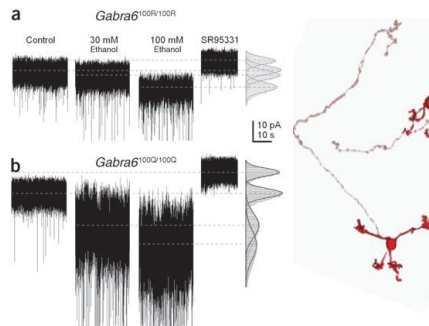 a
Gabra6100R/100R
Control
30 mM
Ethanol
100 mM
Ethanol
SR95331
10 pA
10 s
b
Gabra6100Q/100Q